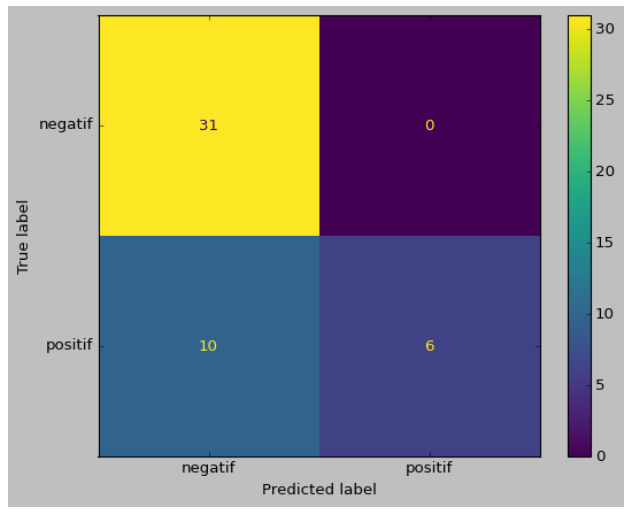 negatif
positif
True label
31
0
10
6
negatif
positif
Predicted label
30
25
20
15
10
5
0